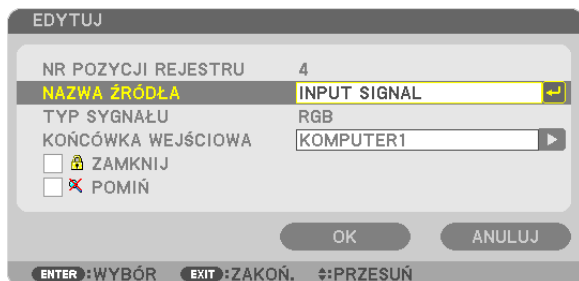 EDYTUJ
NR POZYCJI REJESTRU 4
NAZWA ŹRÓDŁA INPUT SIGNAL
TYP SYGNAŁU RGB
KOŃCÓWKA WEJŚCIOWA KOMPUTER1
ZAMKNIJ
POMIŃ
OK ANULUJ
ENTER :WYBÓR EXIT :ZAKOŃ. :PRZESUŃ